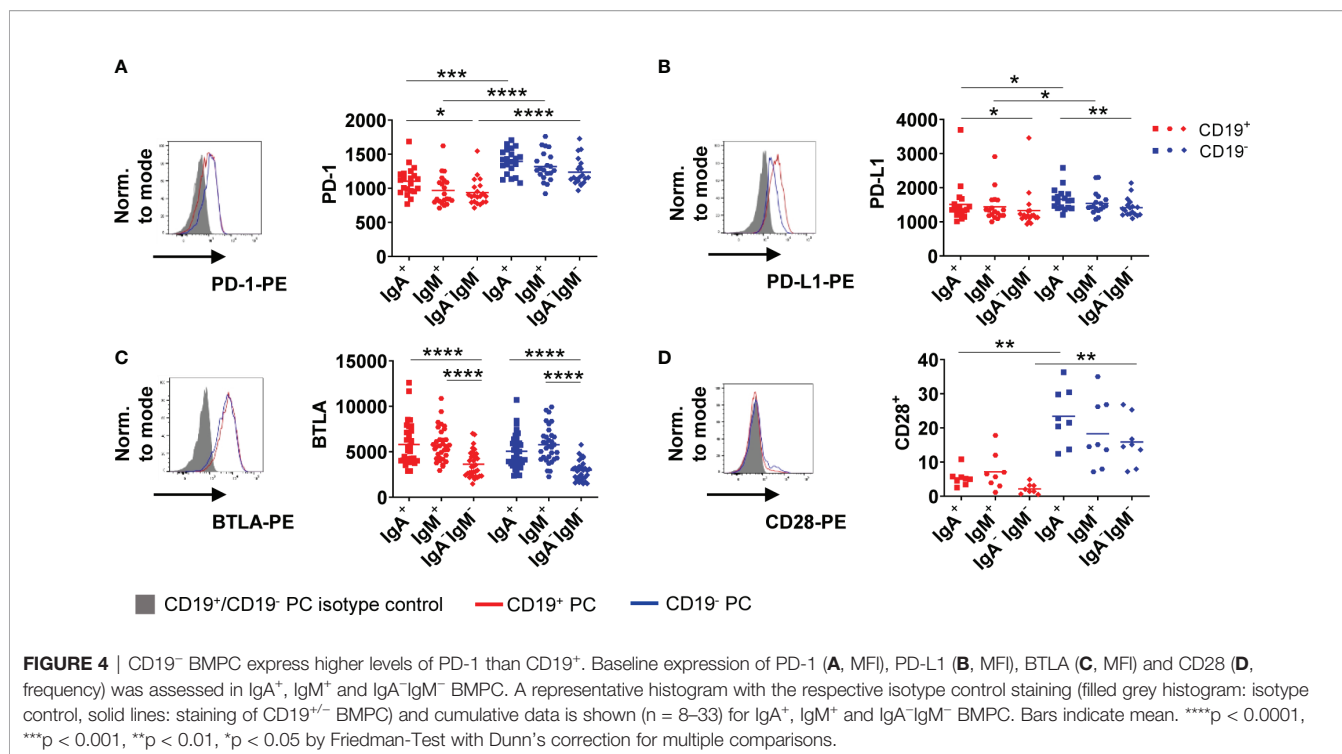 A
***
****
*
****
2000
1500
1000
500
0
PD-1
IgA⁺
IgM⁺
IgA⁻IgM⁻
IgA⁺
IgM⁺
IgA⁻IgM⁻
Norm.
to mode
PD-1-PE
B
*
*
*
**
CD19⁺
CD19⁻
4000
3000
2000
1000
0
PD-L1
IgA⁺
IgM⁺
IgA⁻IgM⁻
IgA⁺
IgM⁺
IgA⁻IgM⁻
Norm.
to mode
PD-L1-PE
C
****
****
****
****
15000
10000
5000
0
BTLA
IgA⁺
IgM⁺
IgA⁻IgM⁻
IgA⁺
IgM⁺
IgA⁻IgM⁻
Norm.
to mode
BTLA-PE
D
**
**
40
30
20
10
0
CD28⁺
IgA⁺
IgM⁺
IgA⁻IgM⁻
IgA⁺
IgM⁺
IgA⁻IgM⁻
Norm.
to mode
CD28-PE
CD19⁺/CD19⁻ PC isotype control CD19⁺ PC CD19⁻ PC
FIGURE 4 | CD19⁻ BMPC express higher levels of PD-1 than CD19⁺. Baseline expression of PD-1 (A, MFI), PD-L1 (B, MFI), BTLA (C, MFI) and CD28 (D,
frequency) was assessed in IgA⁺, IgM⁺ and IgA⁻IgM⁻ BMPC. A representative histogram with the respective isotype control staining (filled grey histogram: isotype
control, solid lines: staining of CD19⁺/⁻ BMPC) and cumulative data is shown (n = 8–33) for IgA⁺, IgM⁺ and IgA⁻IgM⁻ BMPC. Bars indicate mean. ****p < 0.0001,
***p < 0.001, **p < 0.01, *p < 0.05 by Friedman-Test with Dunn's correction for multiple comparisons.